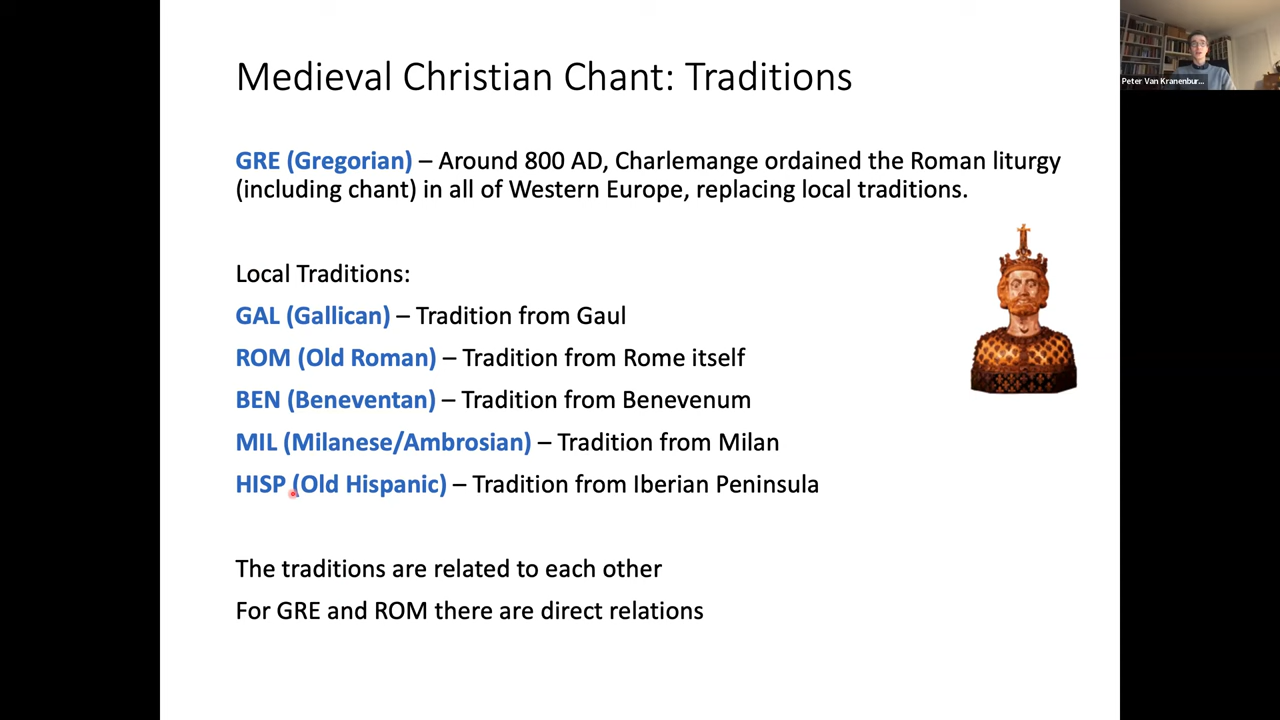 Medieval Christian Chant: Traditions
Peter Van Kranenbur...
GRE (Gregorian) – Around 800 AD, Charlemange ordained the Roman liturgy
(including chant) in all of Western Europe, replacing local traditions.
Local Traditions:
GAL (Gallican) – Tradition from Gaul
ROM (Old Roman) – Tradition from Rome itself
BEN (Beneventan) – Tradition from Benevenum
MIL (Milanese/Ambrosian) – Tradition from Milan
HISP (Old Hispanic) – Tradition from Iberian Peninsula
The traditions are related to each other
For GRE and ROM there are direct relations